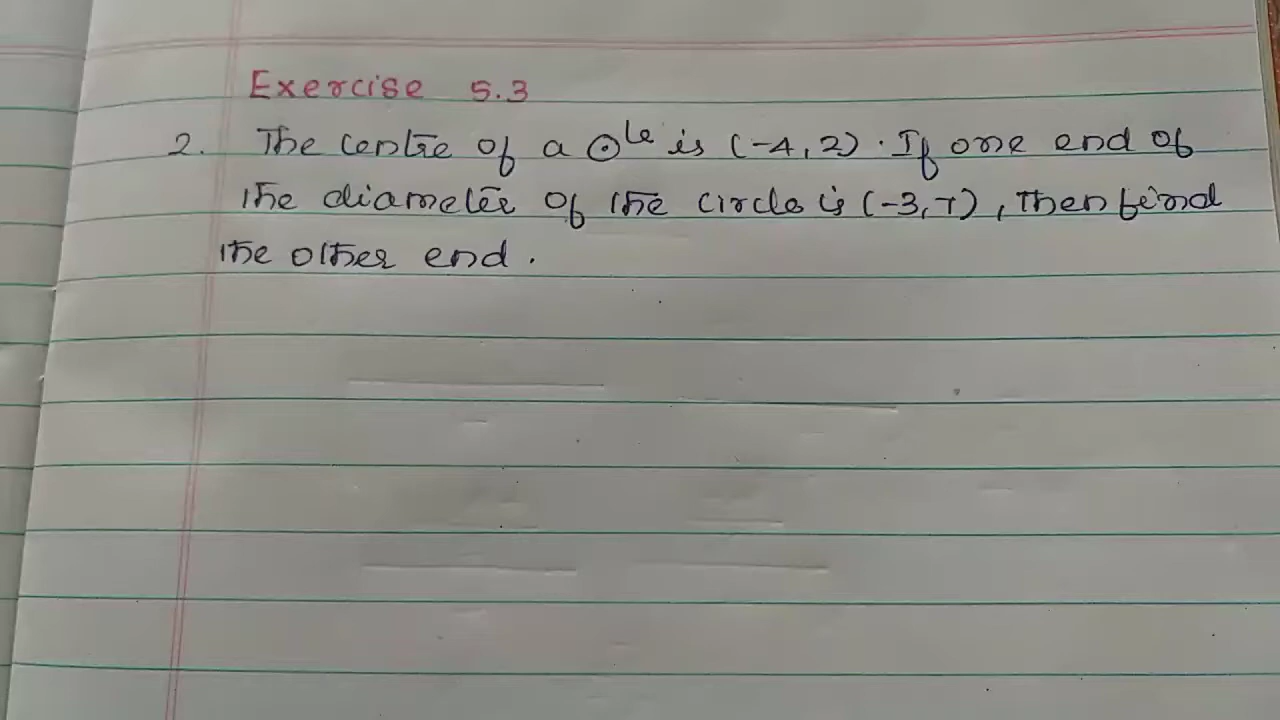 Exercise 5.3
2. The centre of a ⊙le is (-4,2). If one end of
the diameter of the circle is (-3,7), then find
the other end.